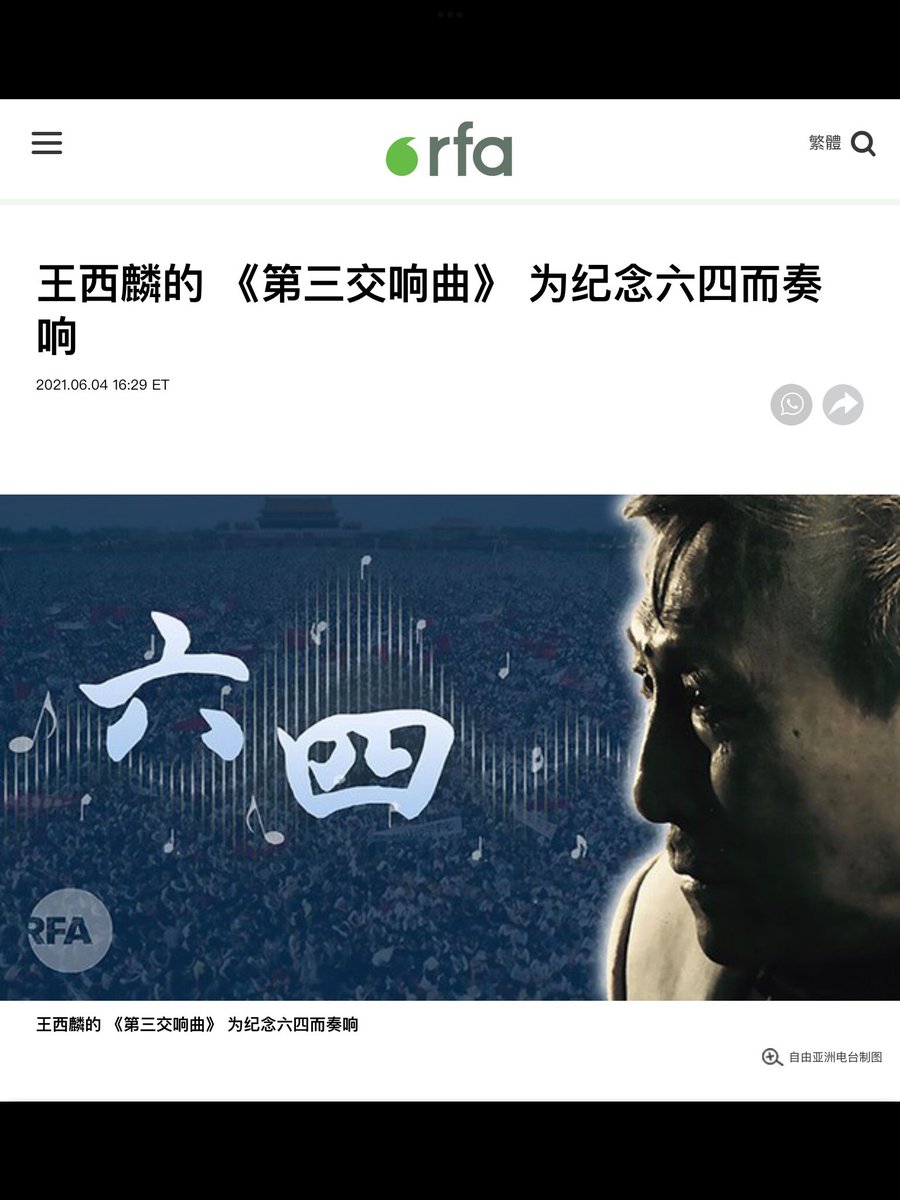 rfa
繁體
王西麟的 《第三交响曲》 为纪念六四而奏
响
2021.06.04 16:29 ET
六四
RFA
王西麟的 《第三交响曲》 为纪念六四而奏响
自由亚洲电台制图